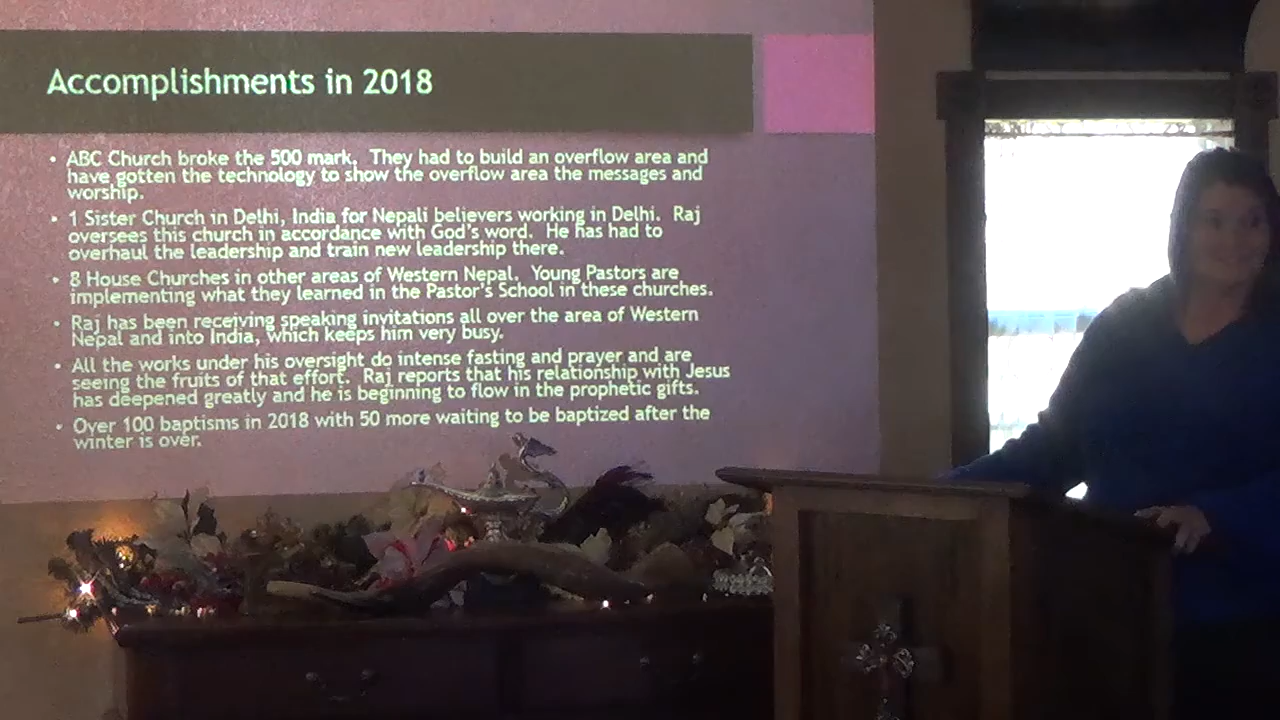 Accomplishments in 2018
• ABC Church broke the 500 mark. They had to build an overflow area and
have gotten the technology to show the overflow area the messages and
worship.
• 1 Sister Church in Delhi, India for Nepali believers working in Delhi. Raj
oversees this church in accordance with God's word. He has had to
overhaul the leadership and train new leadership there.
• 8 House Churches in other areas of Western Nepal. Young Pastors are
implementing what they learned in the Pastor's School in these churches.
• Raj has been receiving speaking invitations all over the area of Western
Nepal and into India, which keeps him very busy.
• All the works under his oversight do intense fasting and prayer and are
seeing the fruits of that effort. Raj reports that his relationship with Jesus
has deepened greatly and he is beginning to flow in the prophetic gifts.
• Over 100 baptisms in 2018 with 50 more waiting to be baptized after the
winter is over.